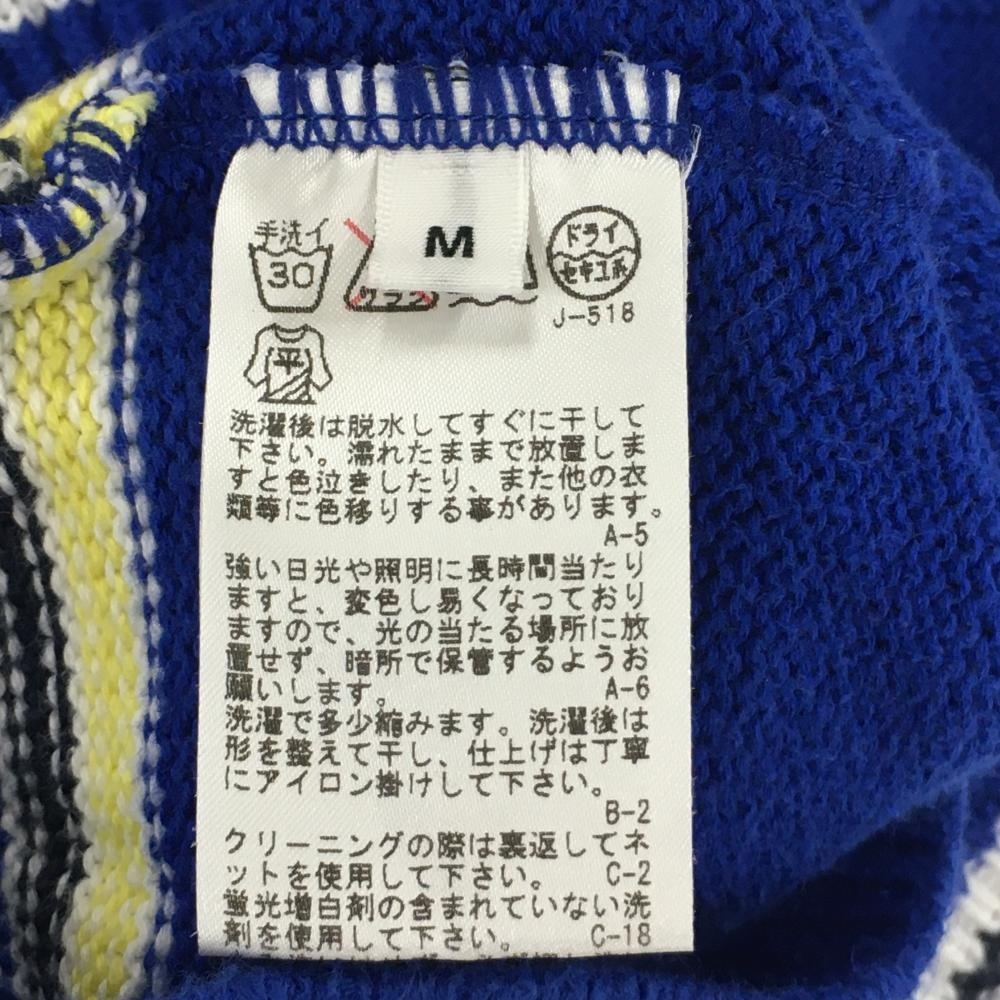 M
手洗イ
30
ドライ
セキユ系
J-518
平
洗濯後は脱水してすぐに干して
下さい。濡れたままで放置しま
すと色泣きしたり、また他の衣
類等に色移りする事があります。
A-5
強い日光や照明に長時間当たり
ますと、変色し易くなっており
ますので、光の当たる場所に放
置せず、暗所で保管するようお
願いします。 A-6
洗濯で多少縮みます。洗濯後は
形を整えて干し、仕上げは丁寧
にアイロン掛けして下さい。
B-2
クリーニングの際は裏返してネ
ットを使用して下さい。 C-2
蛍光増白剤の含まれていない洗
剤を使用して下さい。 C-18